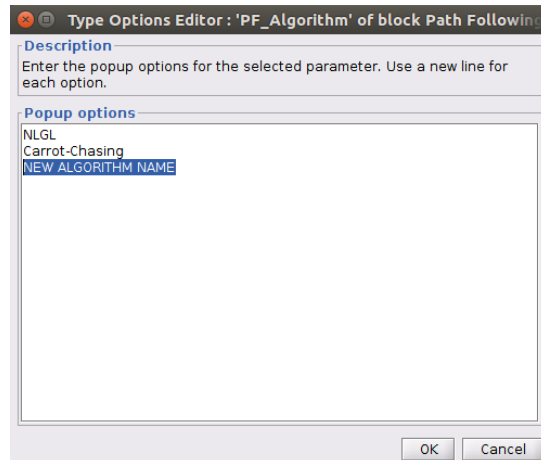 Type Options Editor : 'PF_Algorithm' of block Path Following
Description
Enter the popup options for the selected parameter. Use a new line for
each option.
Popup options
NLGL
Carrot-Chasing
NEW ALGORITHM NAME
OK Cancel